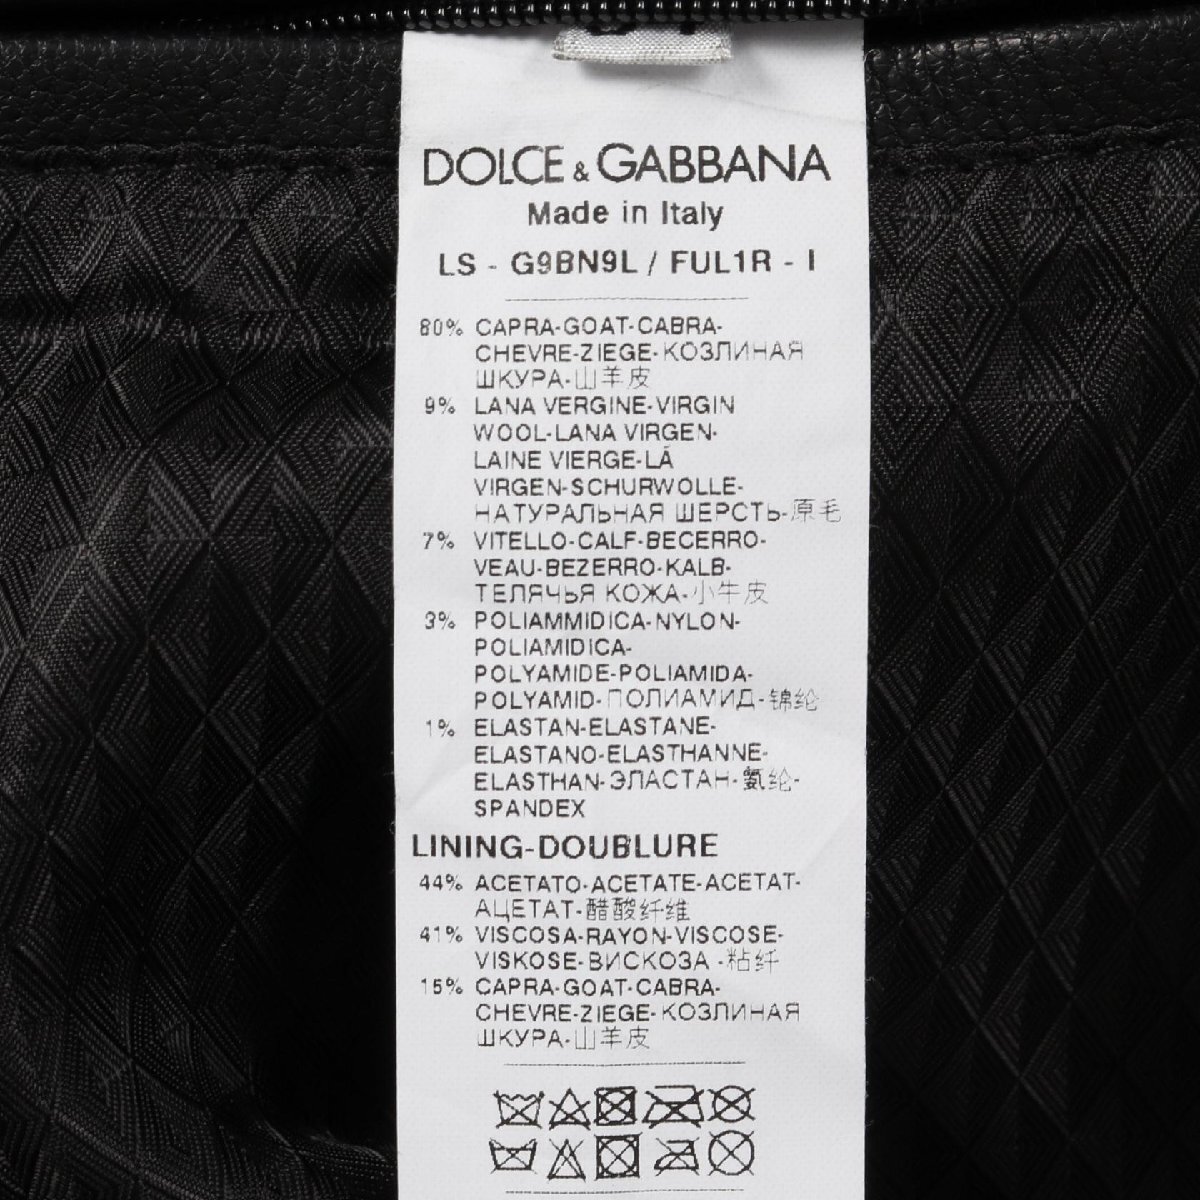 DOLCE & GABBANA
Made in Italy
LS - G9BN9L / FUL1R - I
80% CAPRA-GOAT-CABRA-
CHEVRE-ZIEGE-КОЗЛИНАЯ
ШКУРА-山羊皮
9% LANA VERGINE-VIRGIN
WOOL-LANA VIRGEN-
LAINE VIERGE-LÃ
VIRGEN-SCHURWOLLE-
НАТУРАЛЬНАЯ ШЕРСТЬ-原毛
7% VITELLO-CALF-BECERRO-
VEAU-BEZERRO-KALB-
ТЕЛЯЧЬЯ КОЖА-小牛皮
3% POLIAMMIDICA-NYLON-
POLIAMIDICA-
POLYAMIDE-POLIAMIDA-
POLYAMID-ПОЛИАМИД-锦纶
1% ELASTAN-ELASTANE-
ELASTANO-ELASTHANNE-
ELASTHAN-ЭЛАСТАН-氨纶-
SPANDEX
LINING-DOUBLURE
44% ACETATO-ACETATE-ACETAT-
АЦЕТАТ-醋酸纤维
41% VISCOSA-RAYON-VISCOSE-
VISKOSE-ВИСКОЗА -粘纤
15% CAPRA-GOAT-CABRA-
CHEVRE-ZIEGE-КОЗЛИНАЯ
ШКУРА-山羊皮